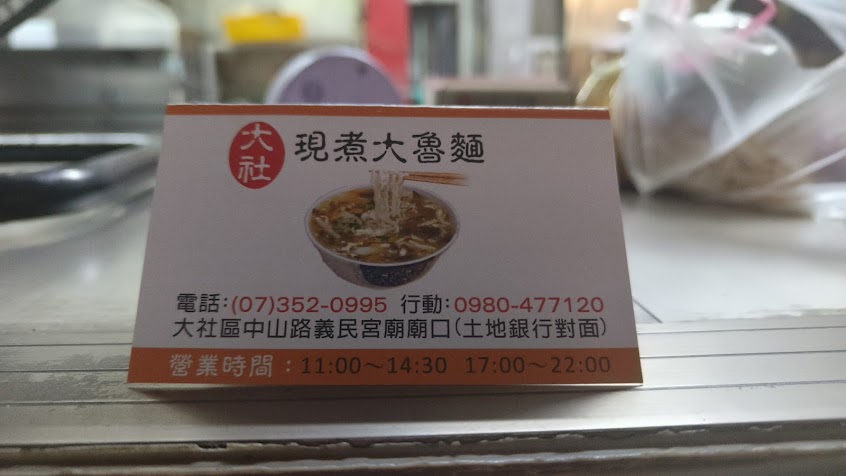 大社 現煮大魯麵
電話:(07)352-0995 行動:0980-477120
大社區中山路義民宮廟廟口(土地銀行對面)
營業時間：11:00～14:30 17:00～22:00